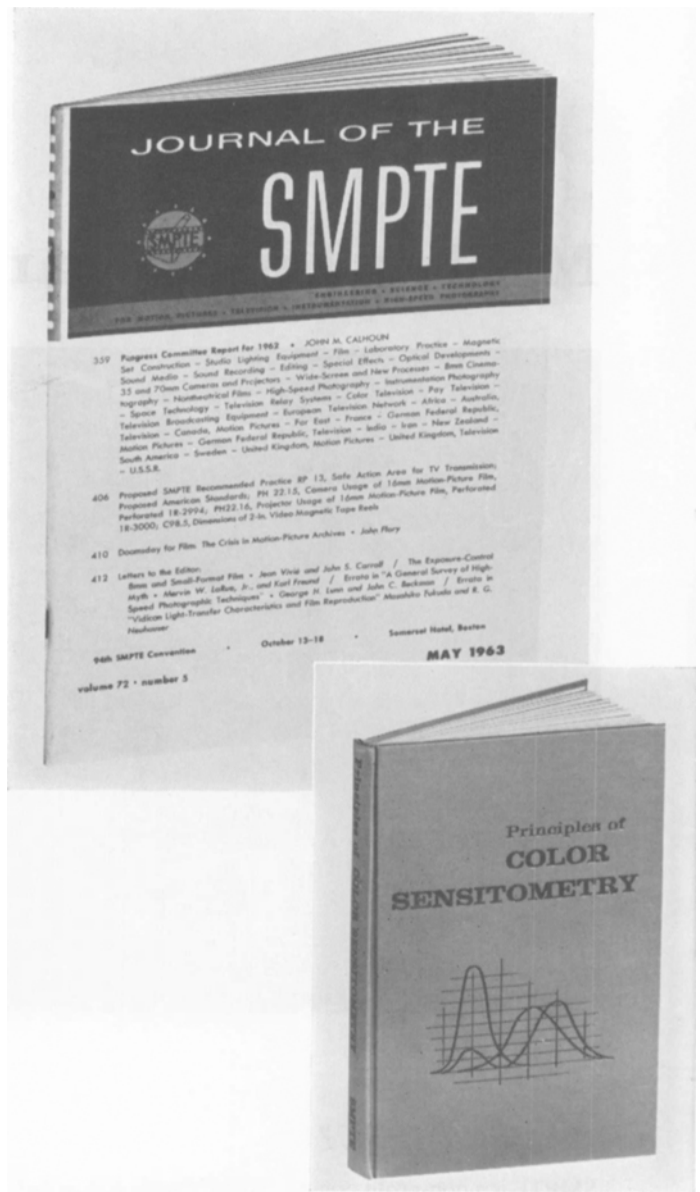 JOURNAL OF THE
SMPTE
SMPTE
ENGINEERING • SCIENCE • TECHNOLOGY
FOR MOTION PICTURES • TELEVISION • INSTRUMENTATION • HIGH-SPEED PHOTOGRAPHY
359 Porgress Committee Report for 1962 • JOHN M. CALHOUN
Set Construction – Studio Lighting Equipment – Film – Laboratory Practice – Magnetic
Sound Media – Sound Recording – Editing – Special Effects – Optical Developments –
35 and 70mm Cameras and Projectors – Wide-Screen and New Processes – 8mm Cinema-
tography – Nontheatrical Films – High-Speed Photography – Instrumentation Photography
– Space Technology – Television Relay Systems – Color Television – Pay Television –
Television Broadcasting Equipment – European Television Network – Africa – Australia,
Television – Canada, Motion Pictures – Far East – France – German Federal Republic,
Motion Pictures – German Federal Republic, Television – India – Iran – New Zealand –
South America – Sweden – United Kingdom, Motion Pictures – United Kingdom, Television
– U.S.S.R.
406 Proposed SMPTE Recommended Practice RP 13, Safe Action Area for TV Transmission;
Proposed American Standards; PH 22.15, Camera Usage of 16mm Motion-Picture Film,
Perforated 1R-2994; PH22.16, Projector Usage of 16mm Motion-Picture Film, Perforated
1R-3000; C98.5, Dimensions of 2-In. Video Magnetic Tape Reels
410 Doomsday for Film: The Crisis in Motion-Picture Archives • John Flory
412 Letters to the Editor:
8mm and Small-Format Film • Jean Vivié and John S. Carroll / The Exposure-Control
Myth • Mervin W. LaRue, Jr., and Karl Freund / Errata in "A General Survey of High-
Speed Photographic Techniques" • George H. Lunn and John C. Beckman / Errata in
"Vidicon Light-Transfer Characteristics and Film Reproduction" Masahiko Fukuda and R. G.
Neuhauser
94th SMPTE Convention • October 13–18 • Somerset Hotel, Boston
MAY 1963
volume 72 • number 5
Principles of
COLOR
SENSITOMETRY
Principles of COLOR SENSITOMETRY SMPTE